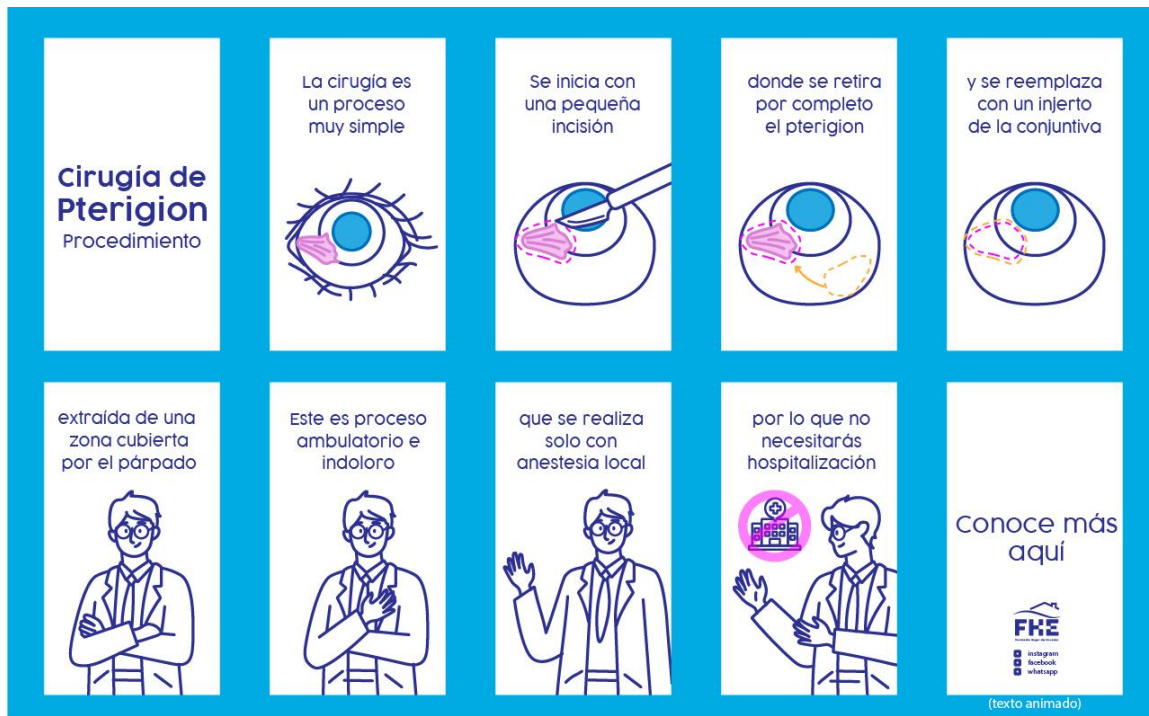 Cirugía de
Pterigion
Procedimiento
La cirugía es
un proceso
muy simple
Se inicia con
una pequeña
incisión
donde se retira
por completo
el pterigion
y se reemplaza
con un injerto
de la conjuntiva
extraída de una
zona cubierta
por el párpado
Este es proceso
ambulatorio e
indoloro
que se realiza
solo con
anestesia local
por lo que no
necesitarás
hospitalización
Conoce más
aquí
FHE
instagram
facebook
whatsapp
(texto animado)